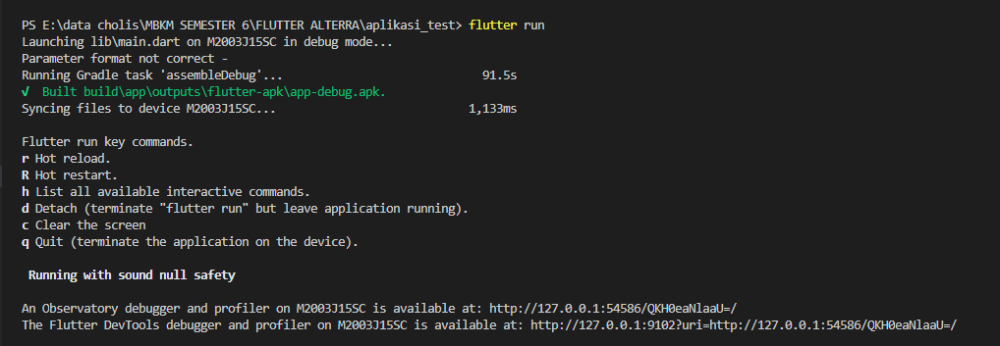 PS E:\data cholis\MBKM SEMESTER 6\FLUTTER ALTERRA\aplikasi_test> flutter run
Launching lib\main.dart on M2003J15SC in debug mode...
Parameter format not correct -
Running Gradle task 'assembleDebug'... 91.5s
√ Built build\app\outputs\flutter-apk\app-debug.apk.
Syncing files to device M2003J15SC... 1,133ms
Flutter run key commands.
r Hot reload.
R Hot restart.
h List all available interactive commands.
d Detach (terminate "flutter run" but leave application running).
c Clear the screen
q Quit (terminate the application on the device).
Running with sound null safety
An Observatory debugger and profiler on M2003J15SC is available at: http://127.0.0.1:54586/QKH0eaNlaaU=/
The Flutter DevTools debugger and profiler on M2003J15SC is available at: http://127.0.0.1:9102?uri=http://127.0.0.1:54586/QKH0eaNlaaU=/